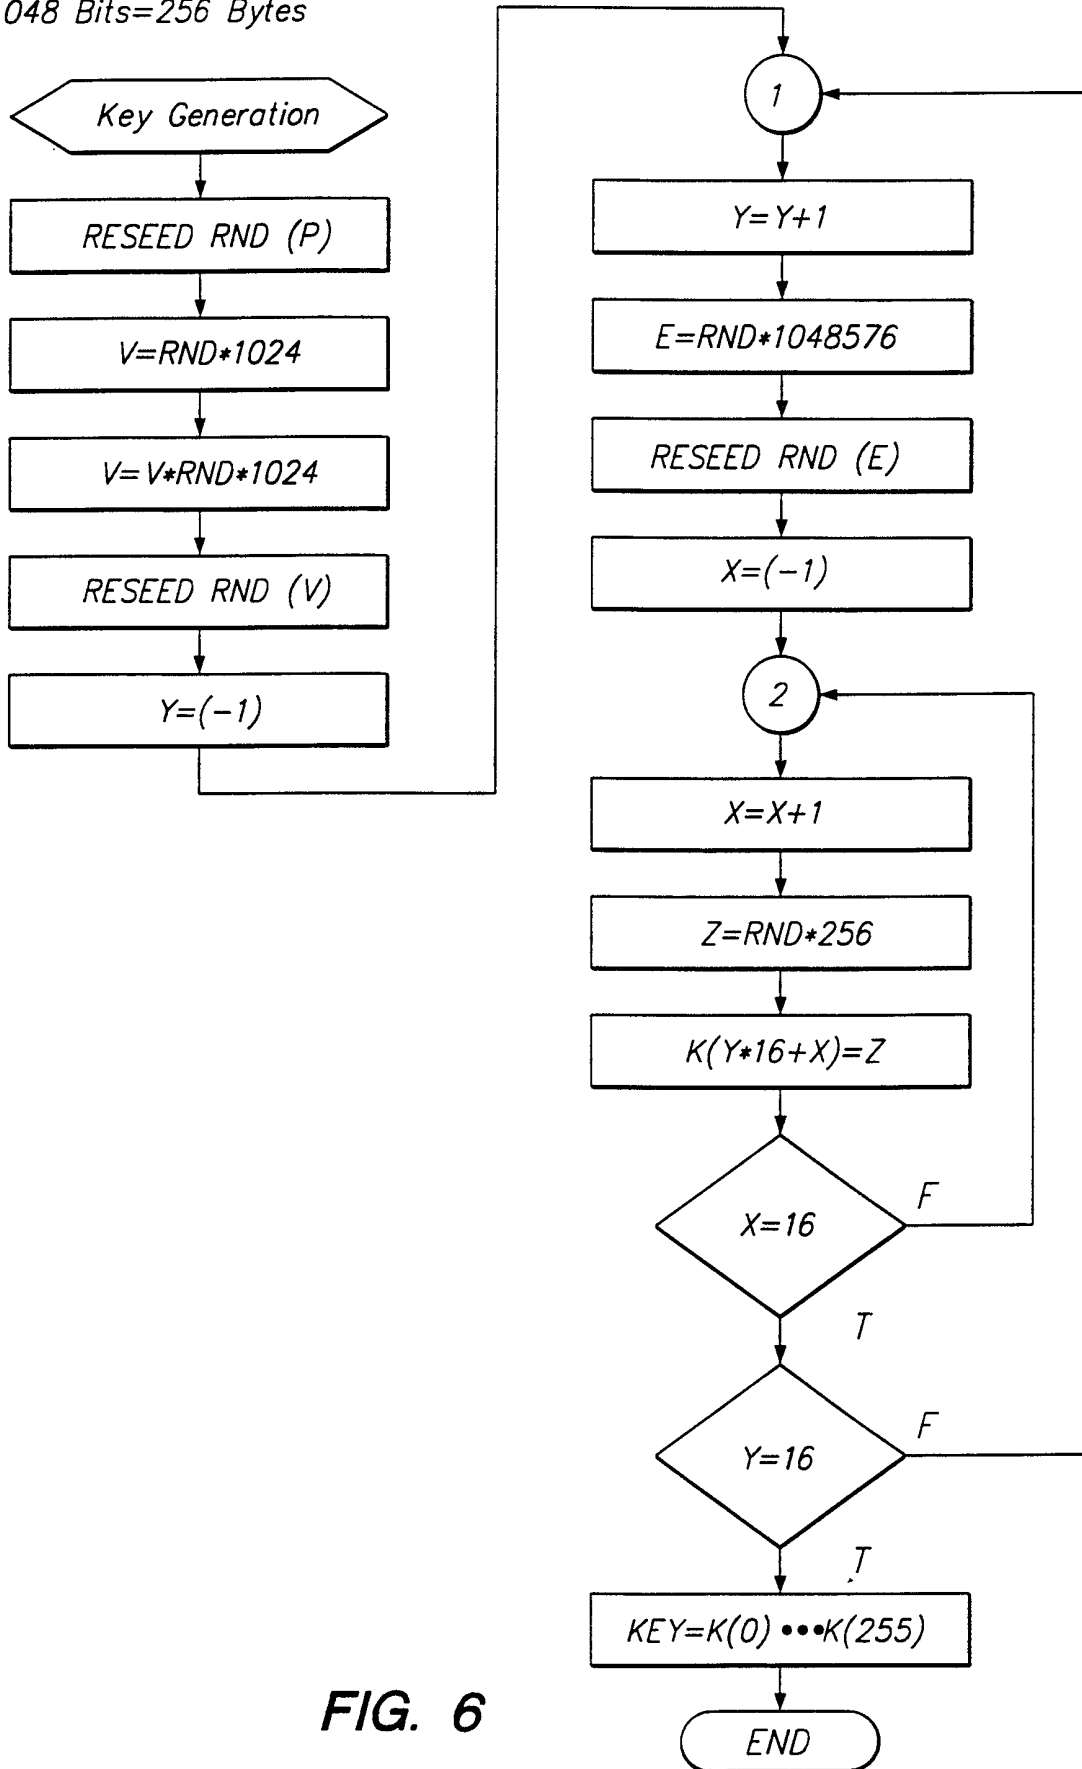 048 Bits=256 Bytes
Key Generation
RESEED RND (P)
V=RND*1024
V=V*RND*1024
RESEED RND (V)
Y=(-1)
1
Y=Y+1
E=RND*1048576
RESEED RND (E)
X=(-1)
2
X=X+1
Z=RND*256
K(Y*16+X)=Z
X=16
F
T
Y=16
F
T
KEY=K(0) •••K(255)
END
FIG. 6